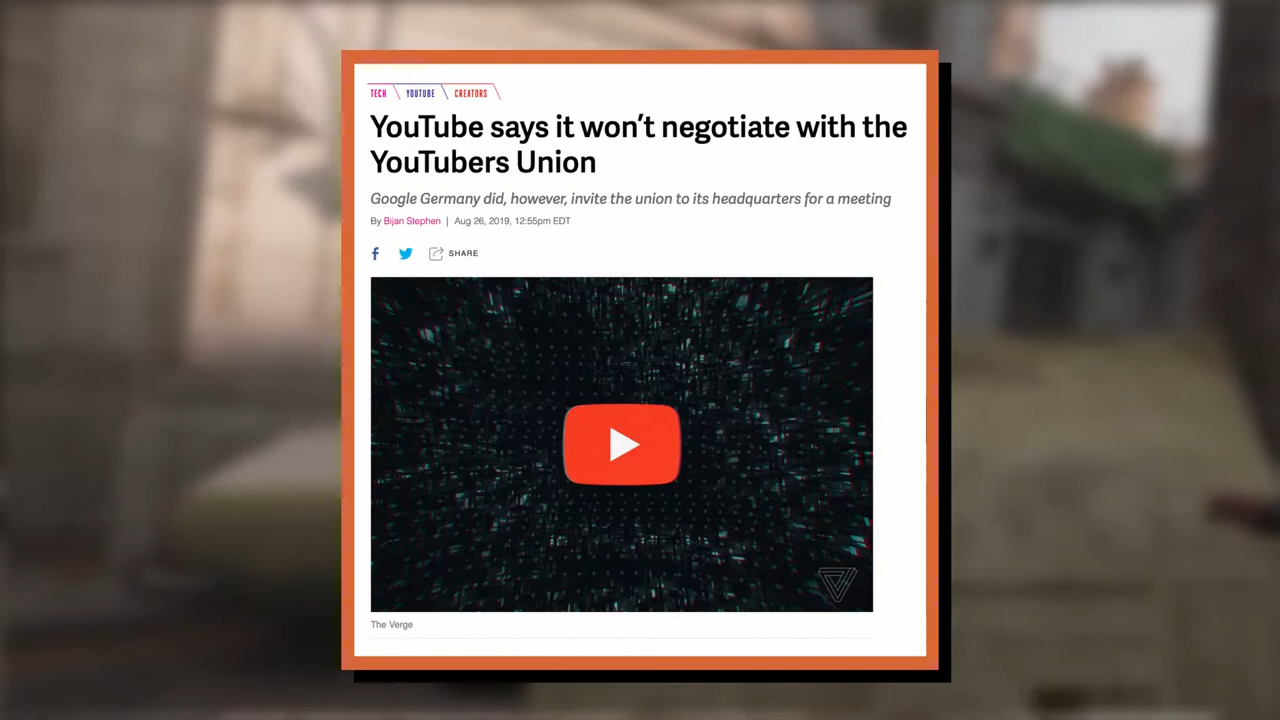 TECH YOUTUBE CREATORS
YouTube says it won't negotiate with the
YouTubers Union
Google Germany did, however, invite the union to its headquarters for a meeting
By Bijan Stephen | Aug 26, 2019, 12:55pm EDT
SHARE
The Verge